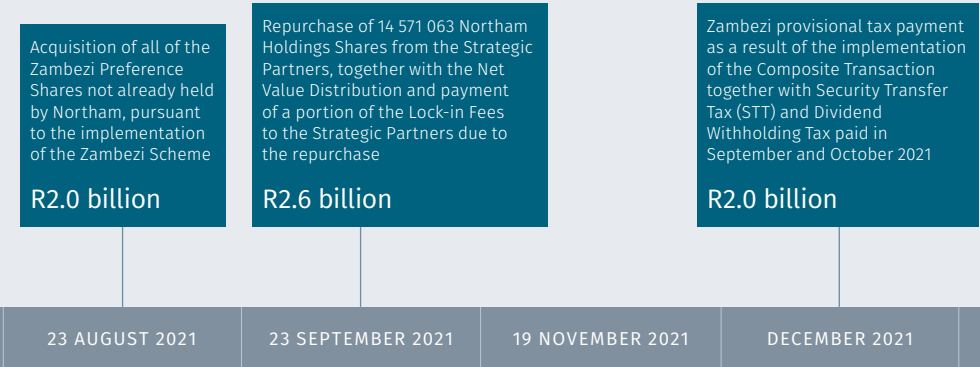 Acquisition of all of the
Zambezi Preference
Shares not already held
by Northam, pursuant
to the implementation
of the Zambezi Scheme
R2.0 billion
Repurchase of 14 571 063 Northam
Holdings Shares from the Strategic
Partners, together with the Net
Value Distribution and payment
of a portion of the Lock-in Fees
to the Strategic Partners due to
the repurchase
R2.6 billion
Zambezi provisional tax payment
as a result of the implementation
of the Composite Transaction
together with Security Transfer
Tax (STT) and Dividend
Withholding Tax paid in
September and October 2021
R2.0 billion
23 AUGUST 2021
23 SEPTEMBER 2021
19 NOVEMBER 2021
DECEMBER 2021